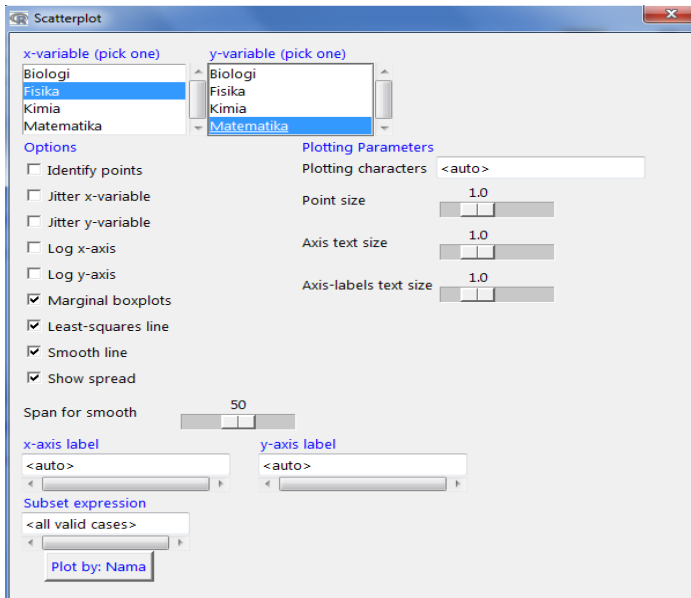 Scatterplot
x-variable (pick one) y-variable (pick one)
Biologi Biologi
Fisika Fisika
Kimia Kimia
Matematika Matematika
Options Plotting Parameters
Identify points Plotting characters <auto>
Jitter x-variable Point size 1.0
Jitter y-variable
Log x-axis Axis text size 1.0
Log y-axis
Marginal boxplots Axis-labels text size 1.0
Least-squares line
Smooth line
Show spread
Span for smooth 50
x-axis label y-axis label
<auto> <auto>
Subset expression
<all valid cases>
Plot by: Nama